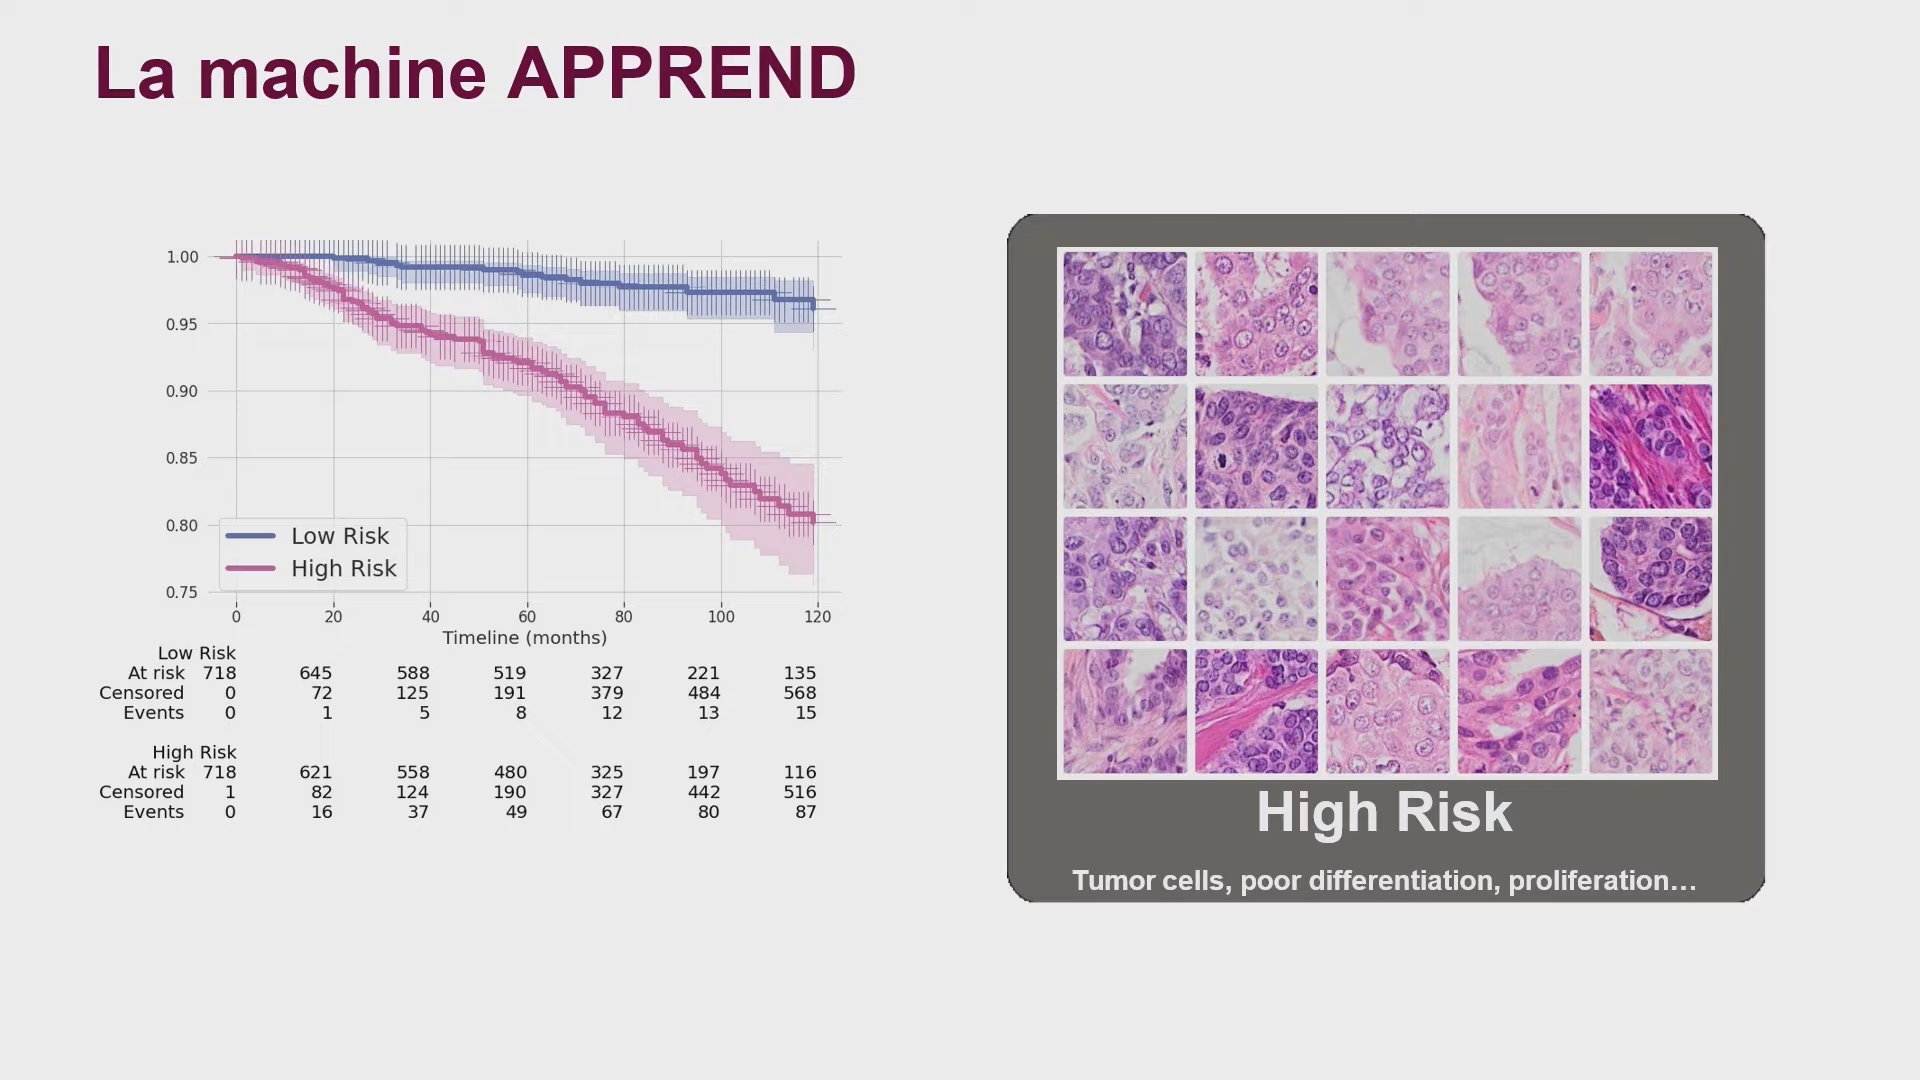 La machine APPREND
1.00
0.95
0.90
0.85
0.80
0.75
Low Risk
High Risk
0 20 40 60 80 100 120
Timeline (months)
Low Risk
At risk 718 645 588 519 327 221 135
Censored 0 72 125 191 379 484 568
Events 0 1 5 8 12 13 15
High Risk
At risk 718 621 558 480 325 197 116
Censored 1 82 124 190 327 442 516
Events 0 16 37 49 67 80 87
High Risk
Tumor cells, poor differentiation, proliferation…